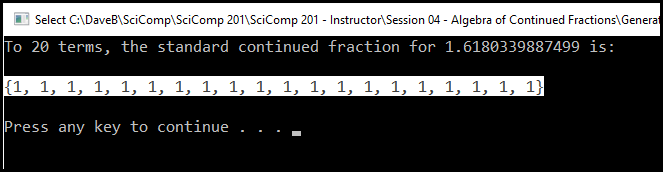 Select C:\DaveB\SciComp\SciComp 201\SciComp 201 - Instructor\Session 04 - Algebra of Continued Fractions\Genera
To 20 terms, the standard continued fraction for 1.6180339887499 is:
{1, 1, 1, 1, 1, 1, 1, 1, 1, 1, 1, 1, 1, 1, 1, 1, 1, 1, 1, 1}
Press any key to continue . . .